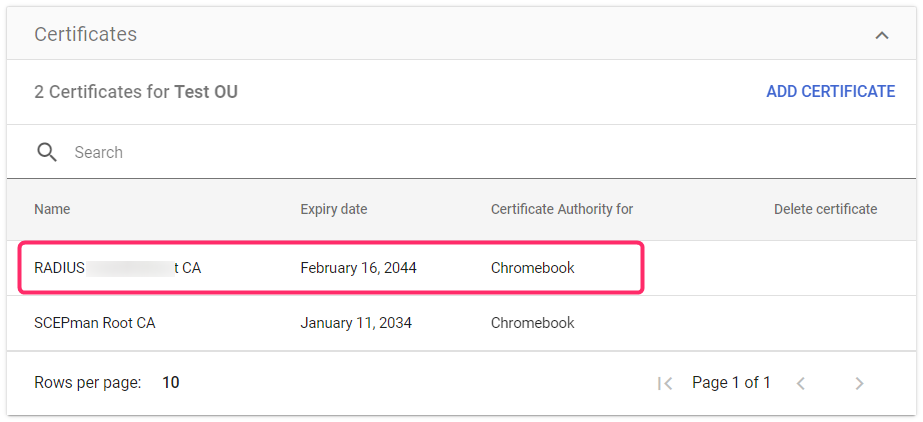 Certificates
2 Certificates for Test OU
ADD CERTIFICATE
Search
Name Expiry date Certificate Authority for Delete certificate
RADIUS t CA February 16, 2044 Chromebook
SCEPman Root CA January 11, 2034 Chromebook
Rows per page: 10 Page 1 of 1